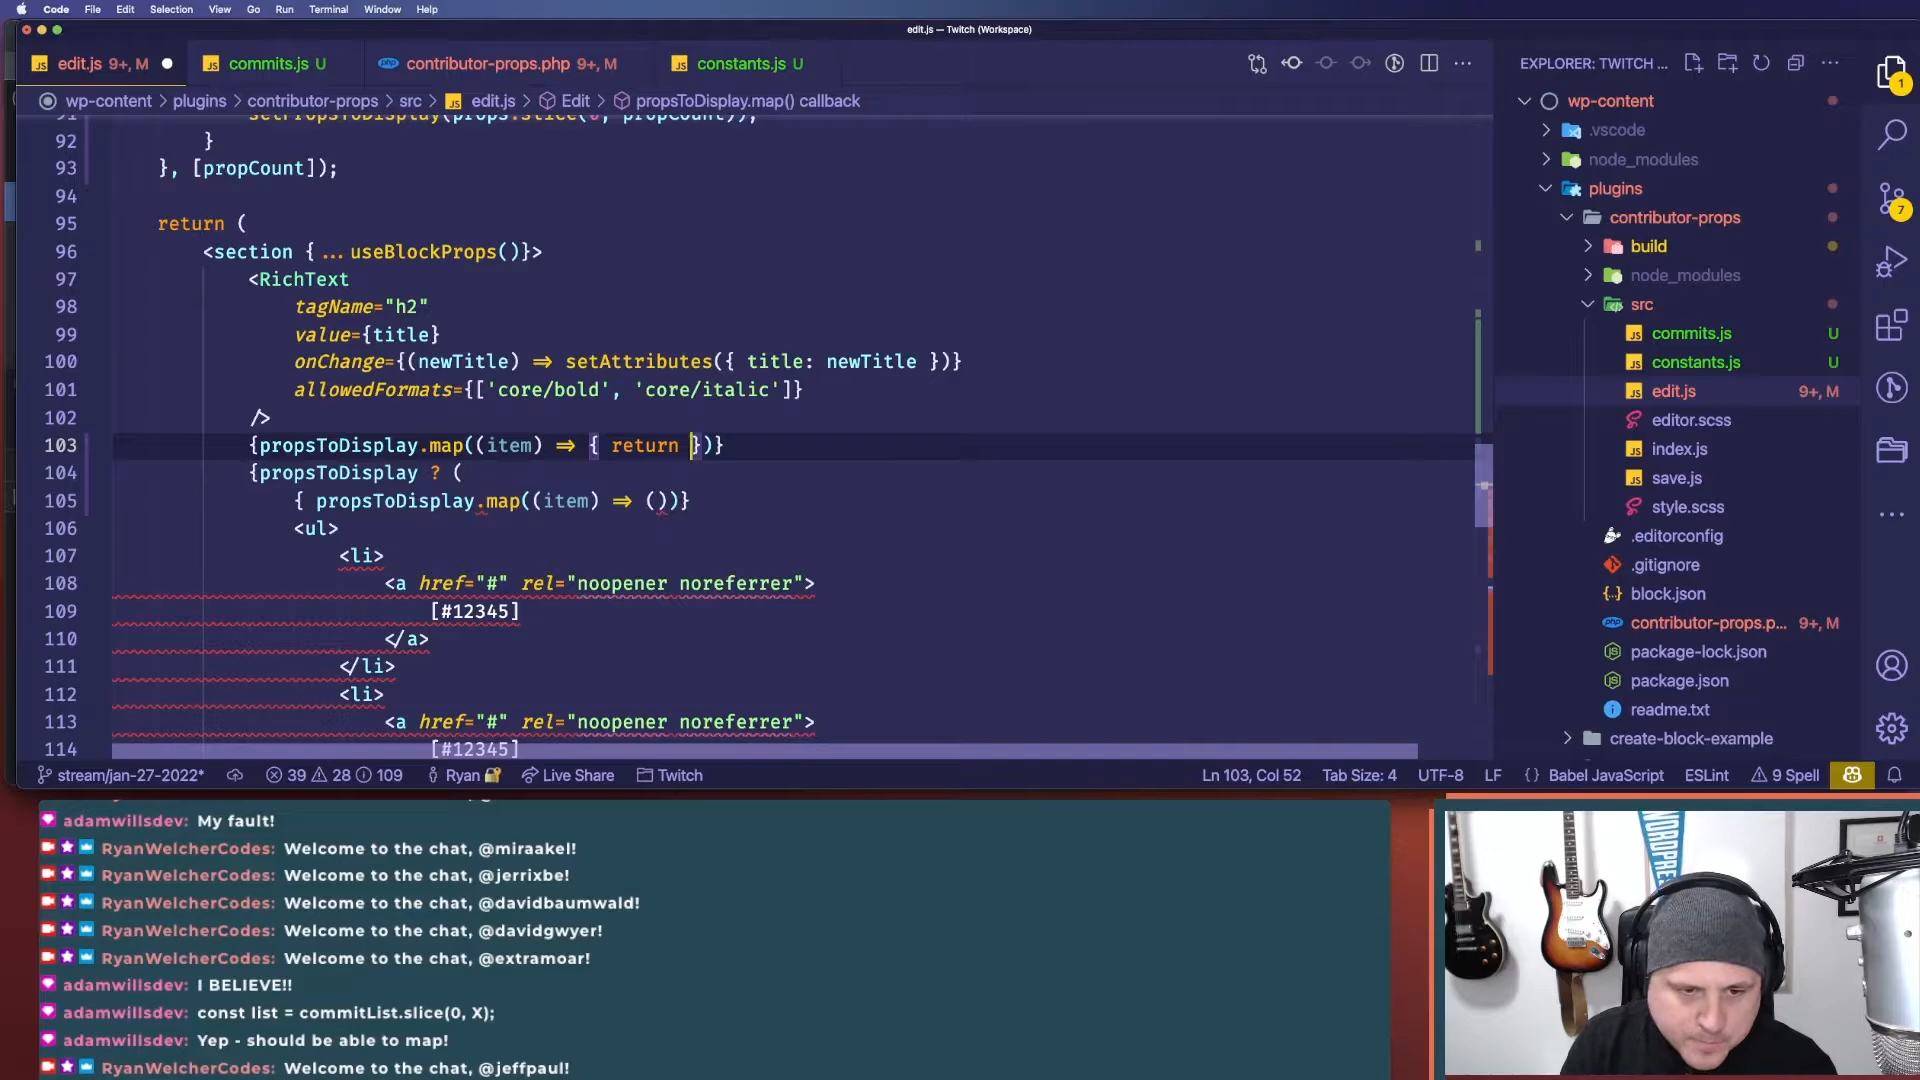 Code File Edit Selection View Go Run Terminal Window Help
edit.js — Twitch (Workspace)
edit.js 9+, M commits.js U contributor-props.php 9+, M constants.js U
wp-content > plugins > contributor-props > src > edit.js > Edit > propsToDisplay.map() callback
91 setPropsToDisplay(props.slice(0, propCount));
92 }
93 }, [propCount]);
94
95 return (
96 <section {...useBlockProps()}>
97 <RichText
98 tagName="h2"
99 value={title}
100 onChange={(newTitle) => setAttributes({ title: newTitle })}
101 allowedFormats={['core/bold', 'core/italic']}
102 />
103 {propsToDisplay.map((item) => { return })}
104 {propsToDisplay ? (
105 { propsToDisplay.map((item) => ())}
106 <ul>
107 <li>
108 <a href="#" rel="noopener noreferrer">
109 [#12345]
110 </a>
111 </li>
112 <li>
113 <a href="#" rel="noopener noreferrer">
114 [#12345]
stream/jan-27-2022* 39 28 109 Ryan Live Share Twitch Ln 103, Col 52 Tab Size: 4 UTF-8 LF {} Babel JavaScript ESLint 9 Spell
EXPLORER: TWITCH ...
wp-content
.vscode
node_modules
plugins
contributor-props
build
node_modules
src
commits.js U
constants.js U
edit.js 9+, M
editor.scss
index.js
save.js
style.scss
.editorconfig
.gitignore
block.json
contributor-props.p... 9+, M
package-lock.json
package.json
readme.txt
create-block-example
1
7
adamwillsdev: My fault!
RyanWelcherCodes: Welcome to the chat, @miraakel!
RyanWelcherCodes: Welcome to the chat, @jerrixbe!
RyanWelcherCodes: Welcome to the chat, @davidbaumwald!
RyanWelcherCodes: Welcome to the chat, @davidgwyer!
RyanWelcherCodes: Welcome to the chat, @extramoar!
adamwillsdev: I BELIEVE!!
adamwillsdev: const list = commitList.slice(0, X);
adamwillsdev: Yep - should be able to map!
RyanWelcherCodes: Welcome to the chat, @jeffpaul!